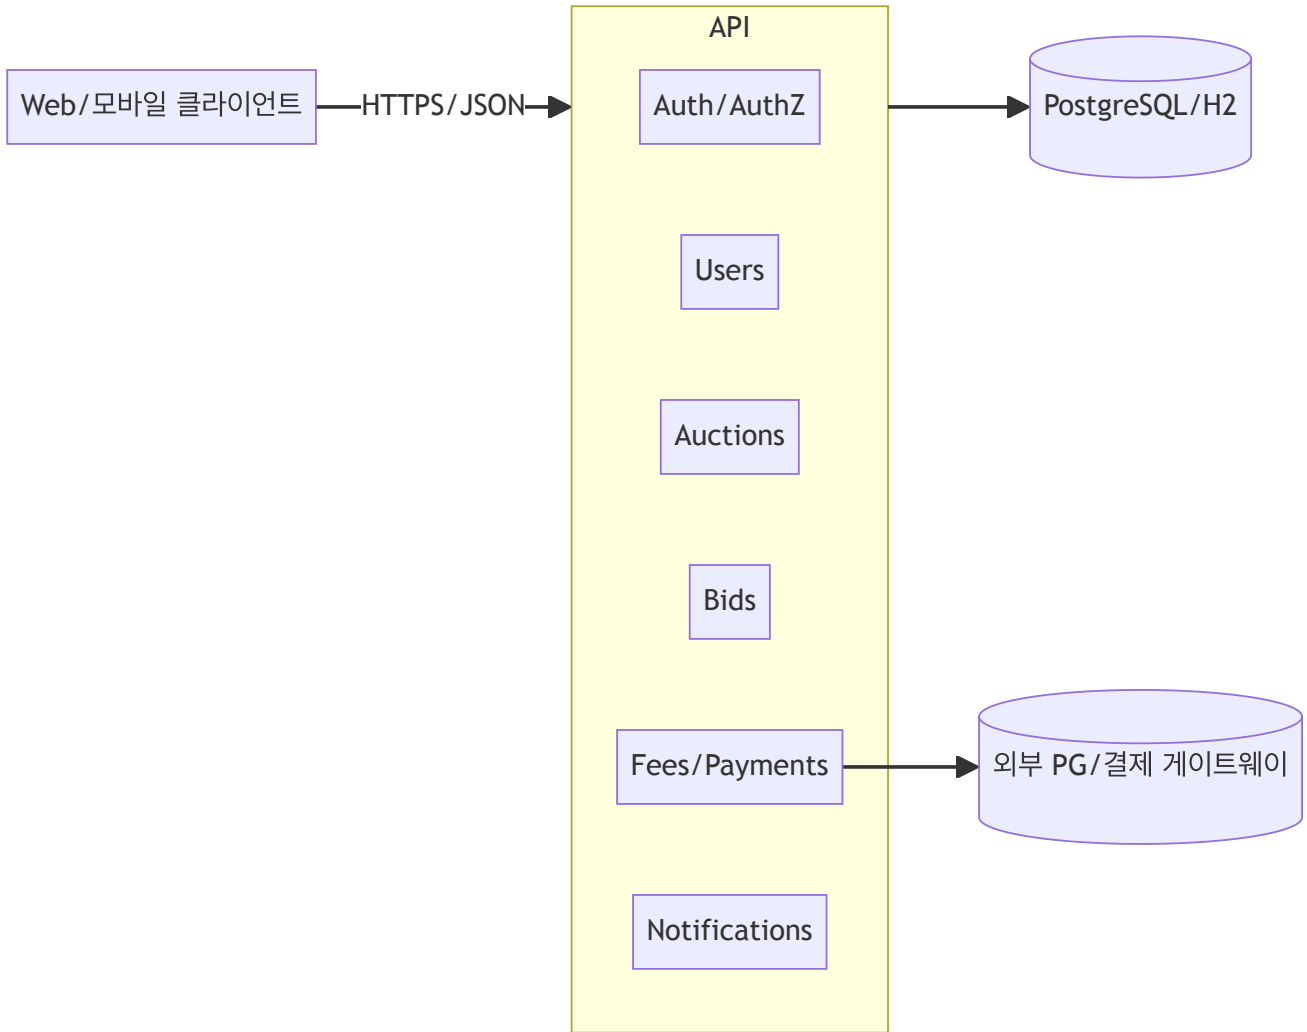 API
Web/모바일 클라이언트
HTTPS/JSON
Auth/AuthZ
PostgreSQL/H2
Users
Auctions
Bids
Fees/Payments
외부 PG/결제 게이트웨이
Notifications